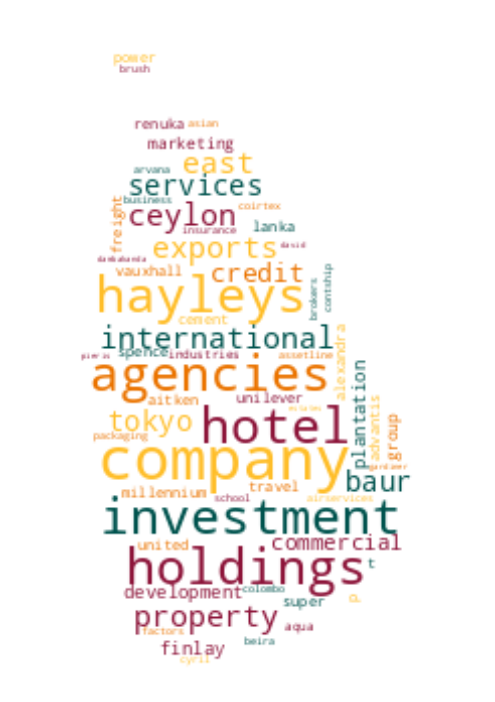 power
brush
renuka asian
marketing
east
arvana
services
business
ceylon
coirtex
freight
insurance
lanka
exports
david
dambakanda
vauxhall
credit
brokers
contship
hayleys
cement
international
alexandra
pieris
spence
industries
assetline
agencies
plantation
aitken
unilever
advantis
estates
tokyo
hotel
group
packaging
company
gardiner
baur
millennium
travel
school
airservices
investment
united
commercial
holdings
t
development
colombo
super
p
property
aqua
factors
beira
finlay
cyril